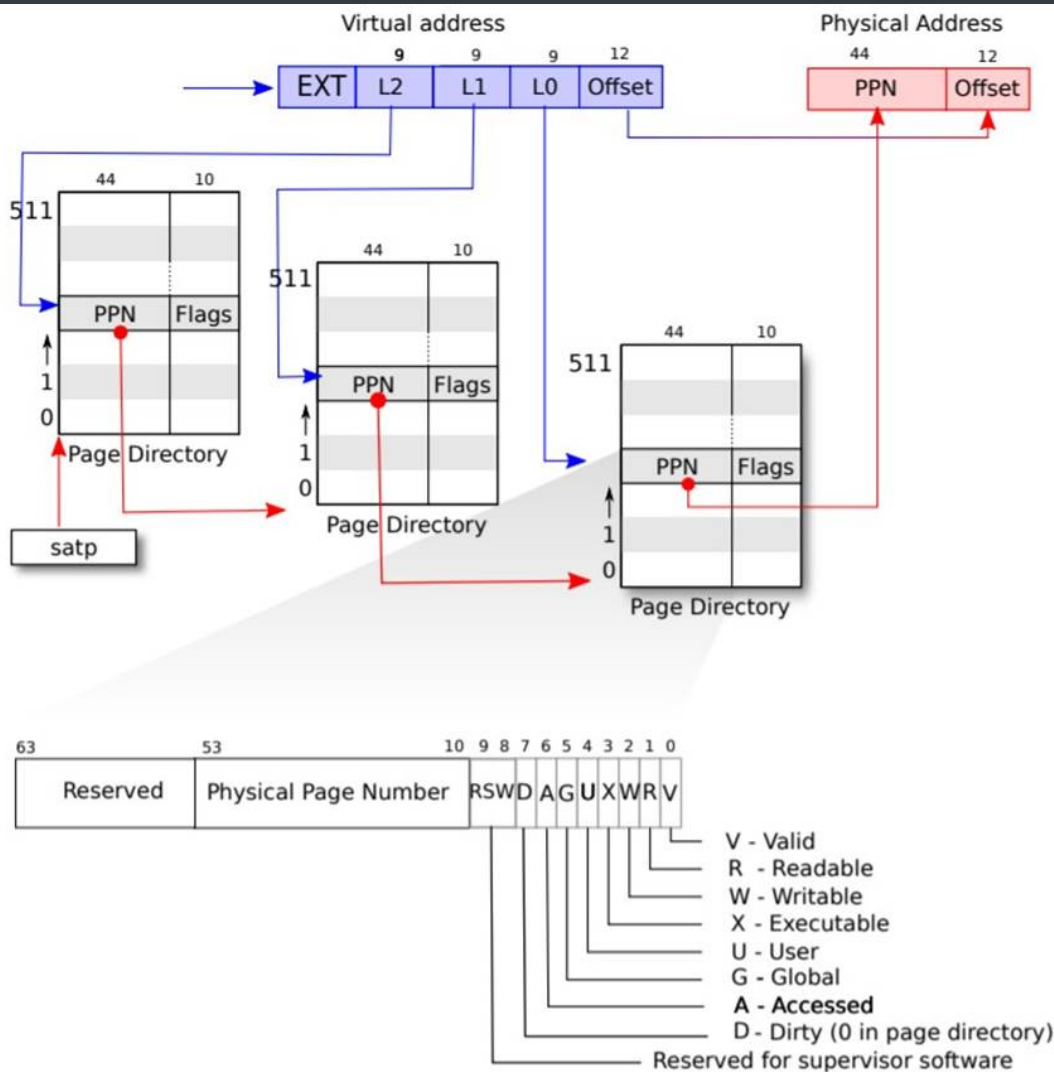 Virtual address
Physical Address
9 9 9 12
44 12
EXT L2 L1 L0 Offset
PPN Offset
44 10
511
PPN Flags
1
0
Page Directory
satp
44 10
511
PPN Flags
1
0
Page Directory
44 10
511
PPN Flags
1
0
Page Directory
63 53 10 9 8 7 6 5 4 3 2 1 0
Reserved Physical Page Number RSW D A G U X W R V
V - Valid
R - Readable
W - Writable
X - Executable
U - User
G - Global
A - Accessed
D - Dirty (0 in page directory)
Reserved for supervisor software